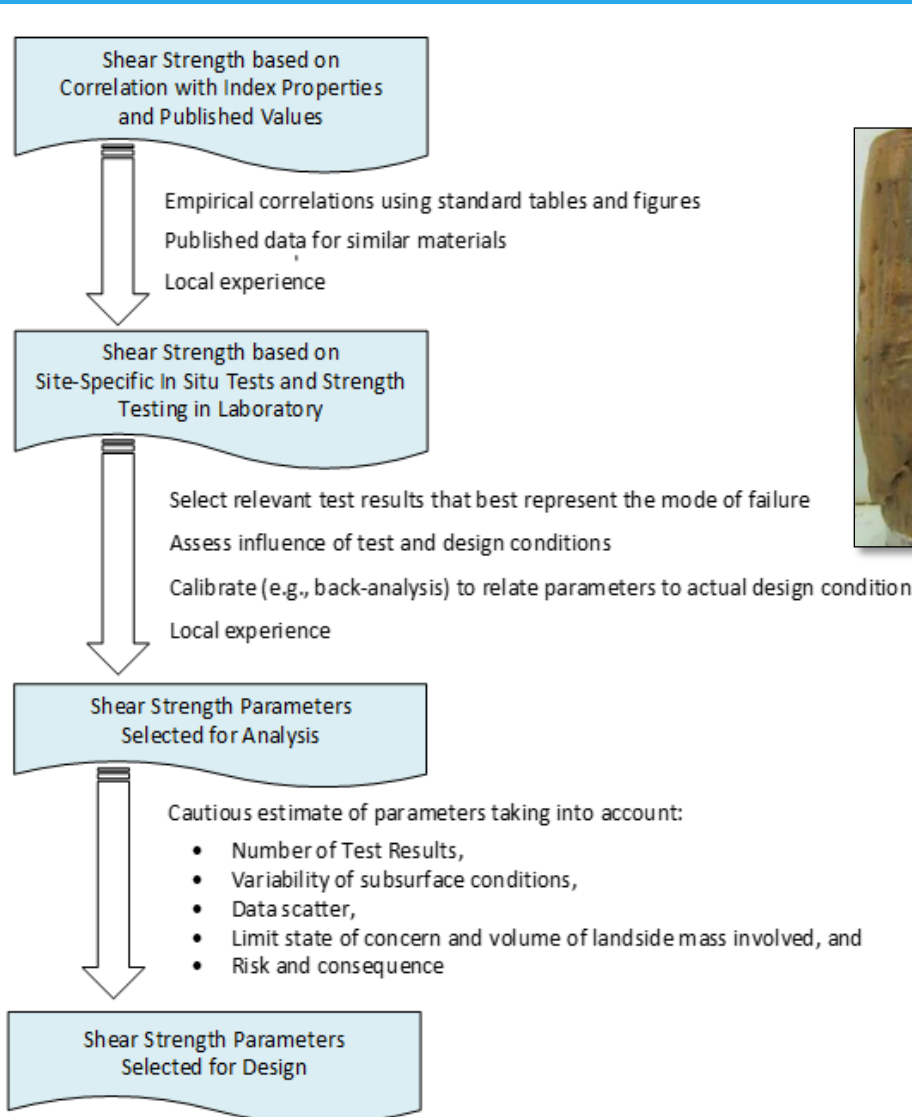 Shear Strength based on
Correlation with Index Properties
and Published Values
Empirical correlations using standard tables and figures
Published data for similar materials
Local experience
Shear Strength based on
Site-Specific In Situ Tests and Strength
Testing in Laboratory
Select relevant test results that best represent the mode of failure
Assess influence of test and design conditions
Calibrate (e.g., back-analysis) to relate parameters to actual design condition
Local experience
Shear Strength Parameters
Selected for Analysis
Cautious estimate of parameters taking into account:
• Number of Test Results,
• Variability of subsurface conditions,
• Data scatter,
• Limit state of concern and volume of landside mass involved, and
• Risk and consequence
Shear Strength Parameters
Selected for Design